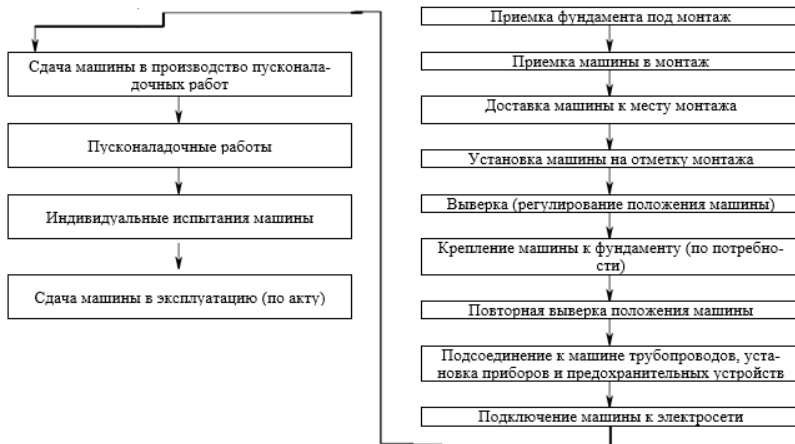 Приемка фундамента под монтаж
Приемка машины в монтаж
Доставка машины к месту монтажа
Установка машины на отметку монтажа
Выверка (регулирование положения машины)
Крепление машины к фундаменту (по потребно-
сти)
Повторная выверка положения машины
Подсоединение к машине трубопроводов, уста-
новка приборов и предохранительных устройств
Подключение машины к электросети
Сдача машины в производство пусконала-
дочных работ
Пусконаладочные работы
Индивидуальные испытания машины
Сдача машины в эксплуатацию (по акту)